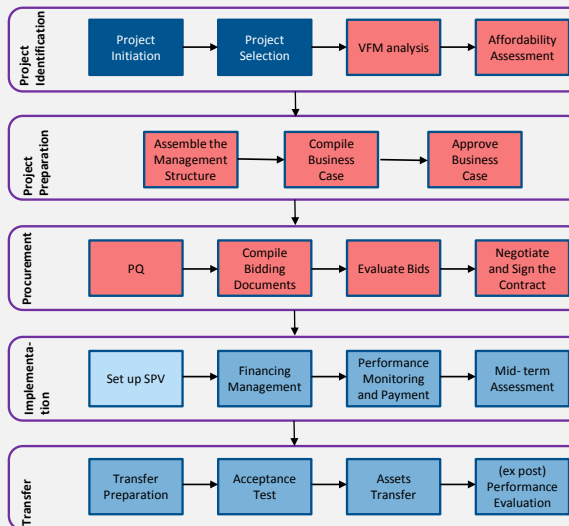 Project
Identification
Project
Initiation
Project
Selection
VFM analysis
Affordability
Assessment
Project
Preparation
Assemble the
Management
Structure
Compile
Business
Case
Approve
Business
Case
Procurement
PQ
Compile
Bidding
Documents
Evaluate Bids
Negotiate
and Sign the
Contract
Implementa-
tion
Set up SPV
Financing
Management
Performance
Monitoring
and Payment
Mid- term
Assessment
Transfer
Transfer
Preparation
Acceptance
Test
Assets
Transfer
(ex post)
Performance
Evaluation